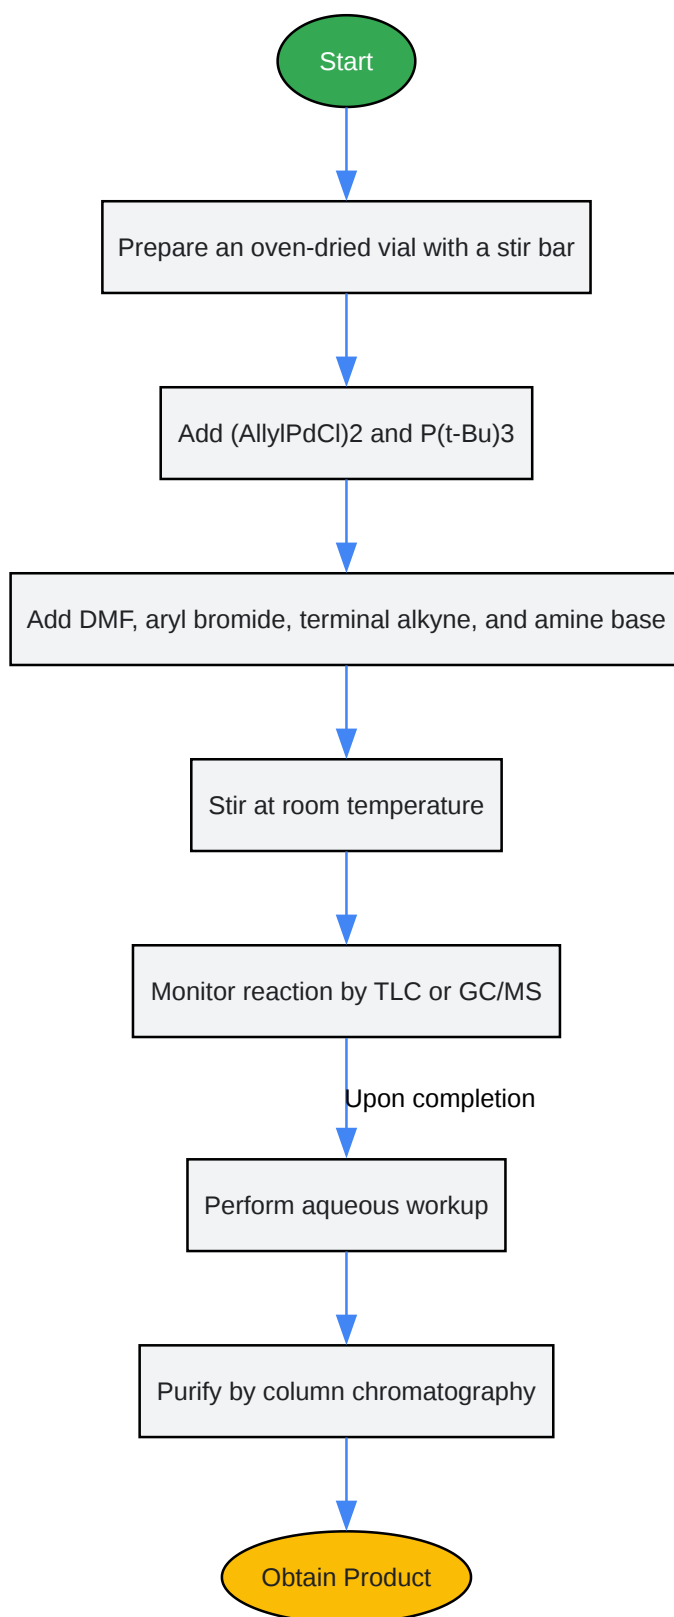 Start
Prepare an oven-dried vial with a stir bar
Add (AllylPdCl)2 and P(t-Bu)3
Add DMF, aryl bromide, terminal alkyne, and amine base
Stir at room temperature
Monitor reaction by TLC or GC/MS
Upon completion
Perform aqueous workup
Purify by column chromatography
Obtain Product